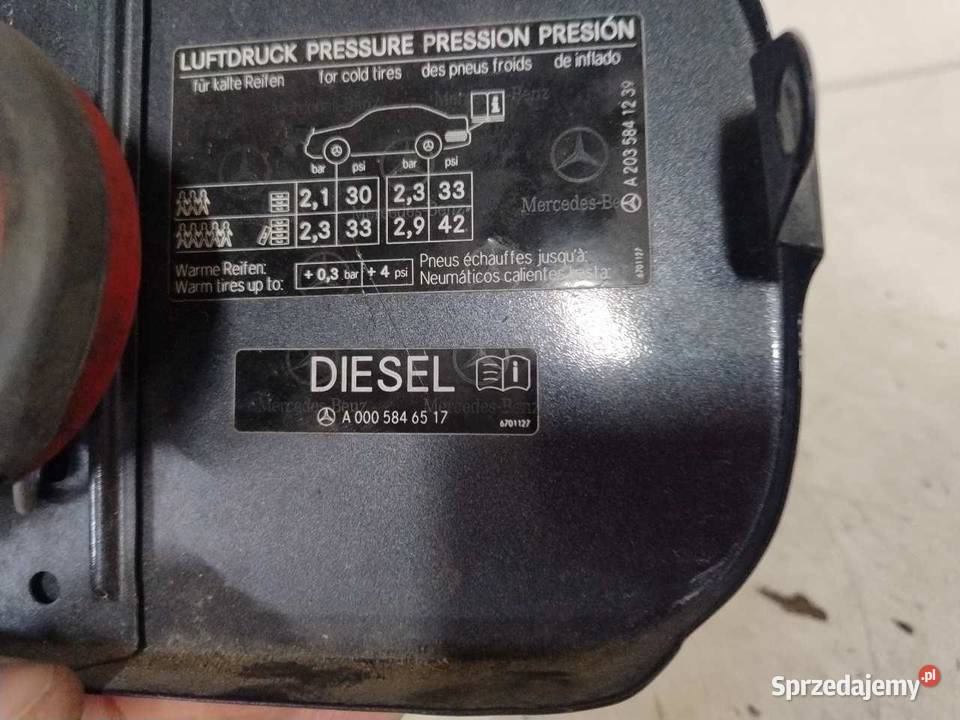 LUFTDRUCK PRESSURE PRESSION PRESIÓN
für kalte Reifen for cold tires des pneus froids de inflado
i
bar psi bar psi
2,1 30 2,3 33
2,3 33 2,9 42
Warme Reifen: + 0,3 bar + 4 psi Pneus échauffes jusqu'à:
Warm tires up to: Neumáticos calientes hasta:
Mercedes-Benz
A 203 584 12 39
6701127
DIESEL i
Mercedes-Benz
A 000 584 65 17
6701127
Sprzedajemy.pl